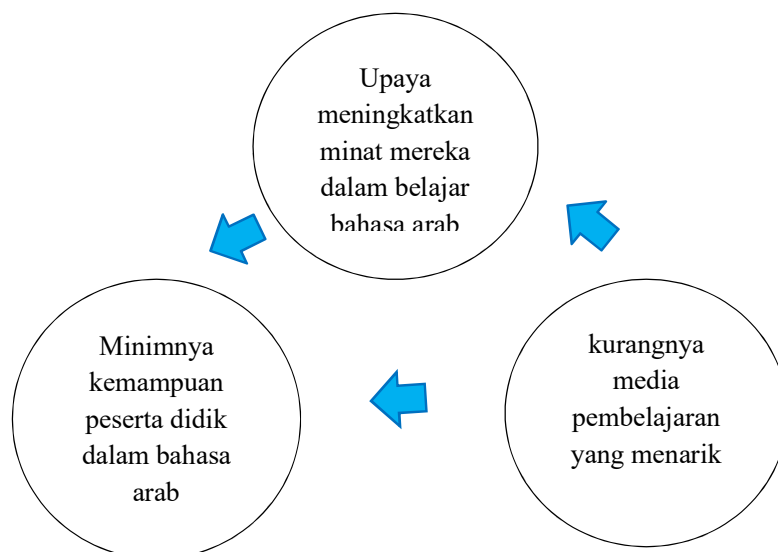 Upaya
meningkatkan
minat mereka
dalam belajar
bahasa arab
Minimnya
kemampuan
peserta didik
dalam bahasa
arab
kurangnya
media
pembelajaran
yang menarik